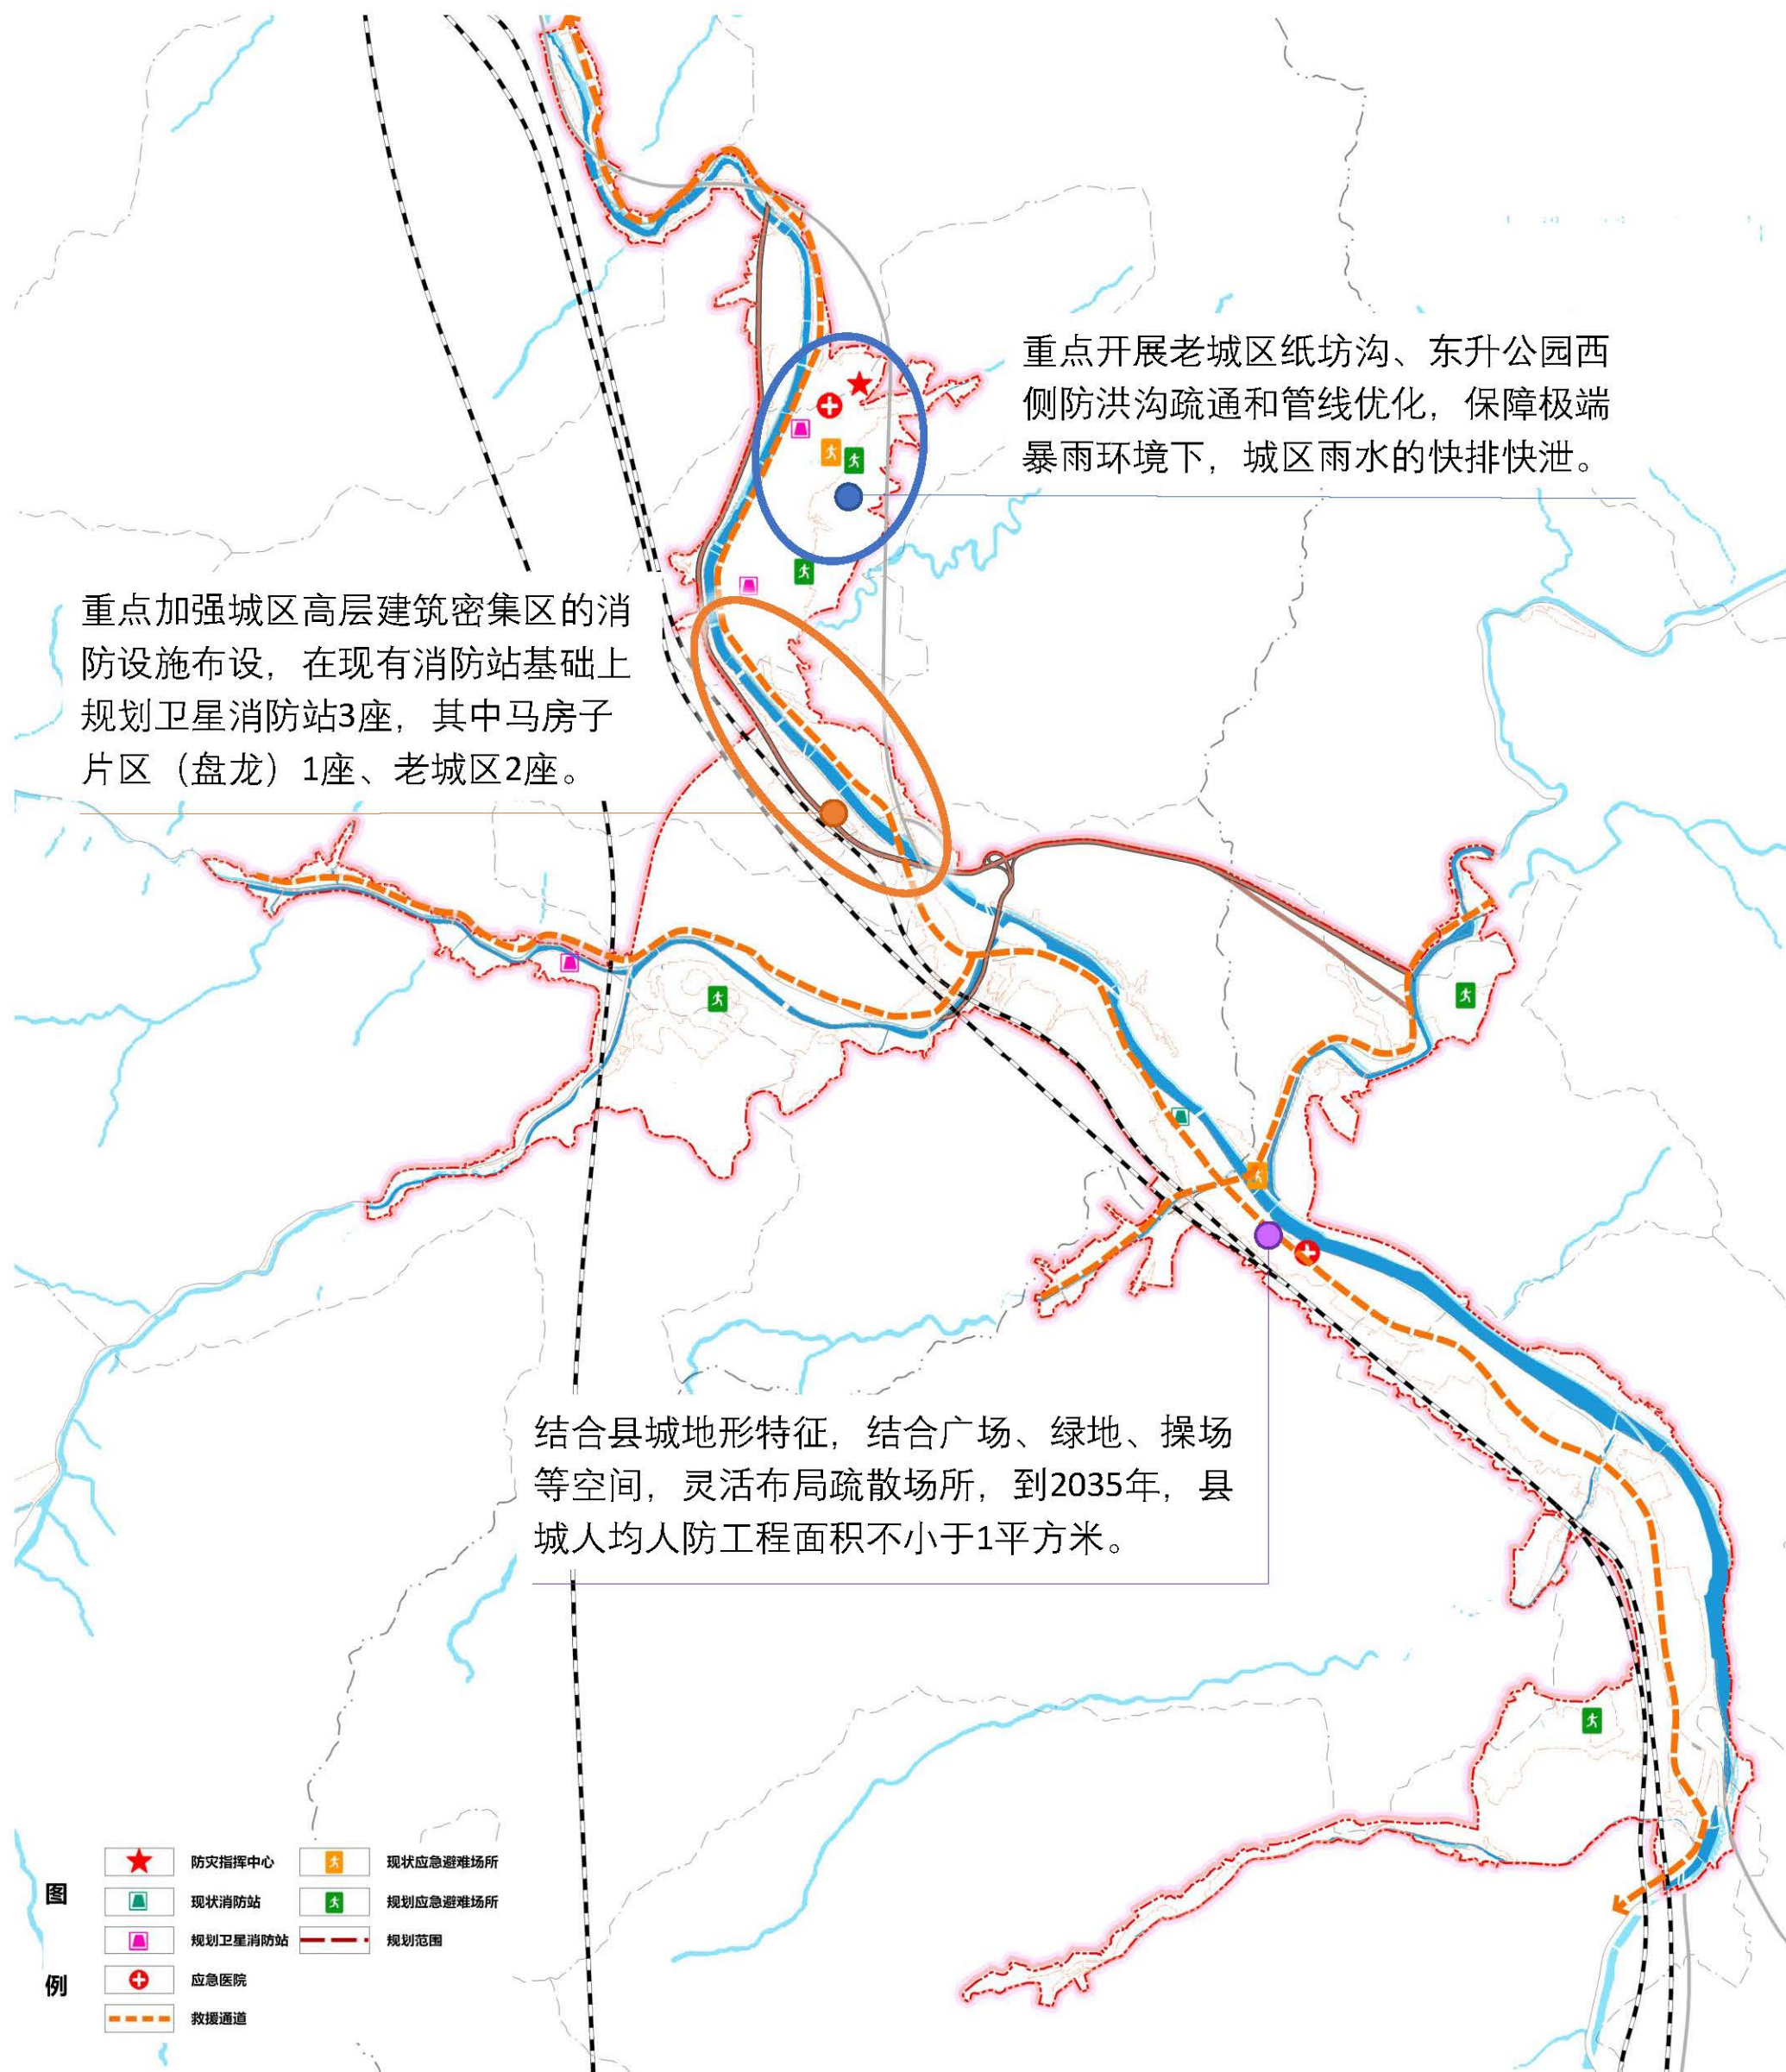 重点开展老城区纸坊沟、东升公园西
侧防洪沟疏通和管线优化，保障极端
暴雨环境下，城区雨水的快排快泄。
重点加强城区高层建筑密集区的消
防设施布设，在现有消防站基础上
规划卫星消防站3座，其中马房子
片区（盘龙）1座、老城区2座。
结合县城地形特征，结合广场、绿地、操场
等空间，灵活布局疏散场所，到2035年，县
城人均人防工程面积不小于1平方米。
图例
防灾指挥中心
现状消防站
规划卫星消防站
应急医院
救援通道
现状应急避难场所
规划应急避难场所
规划范围